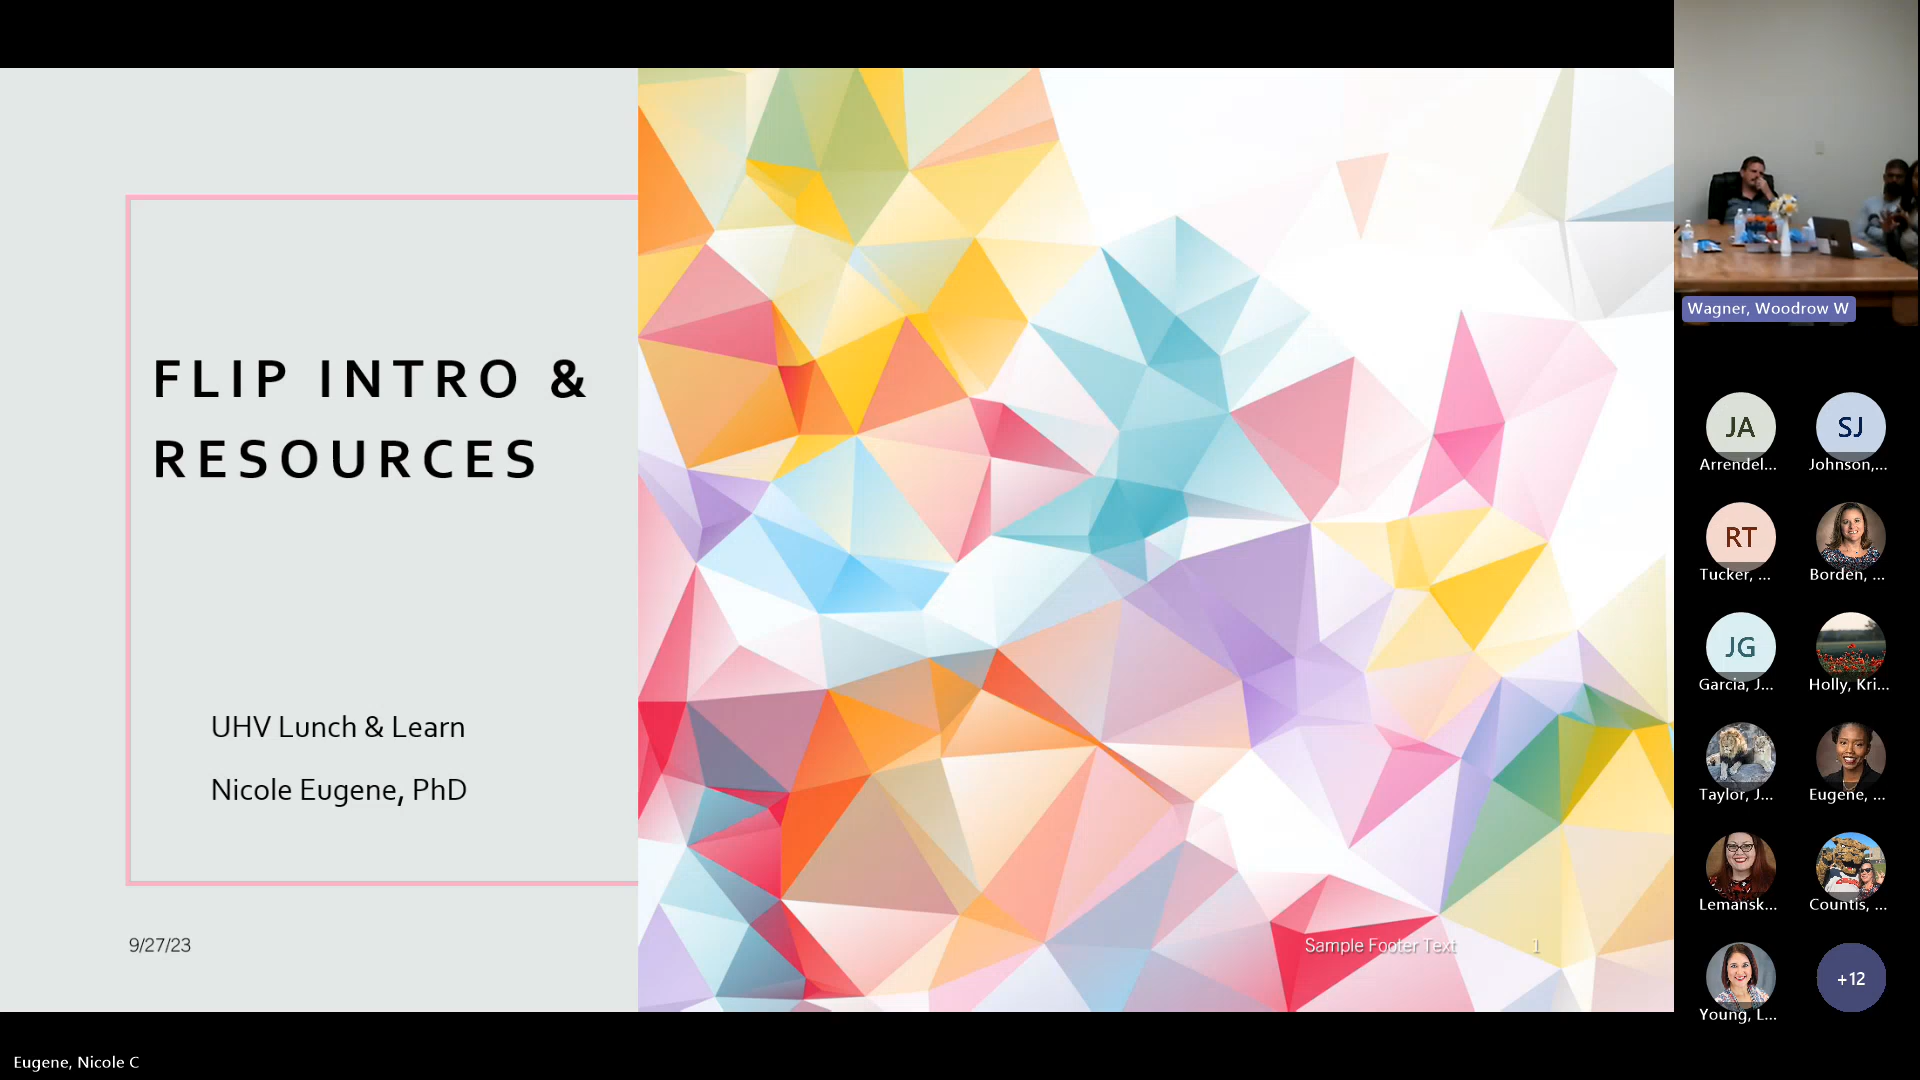 FLIP INTRO &
RESOURCES
UHV Lunch & Learn
Nicole Eugene, PhD
9/27/23
Sample Footer Text
1
Wagner, Woodrow W
JA
SJ
Arrendel...
Johnson,...
RT
Tucker, ...
Borden, ...
JG
Garcia, J...
Holly, Kri...
Taylor, J...
Eugene, ...
Lemansk...
Countis, ...
+12
Young, L...
Eugene, Nicole C